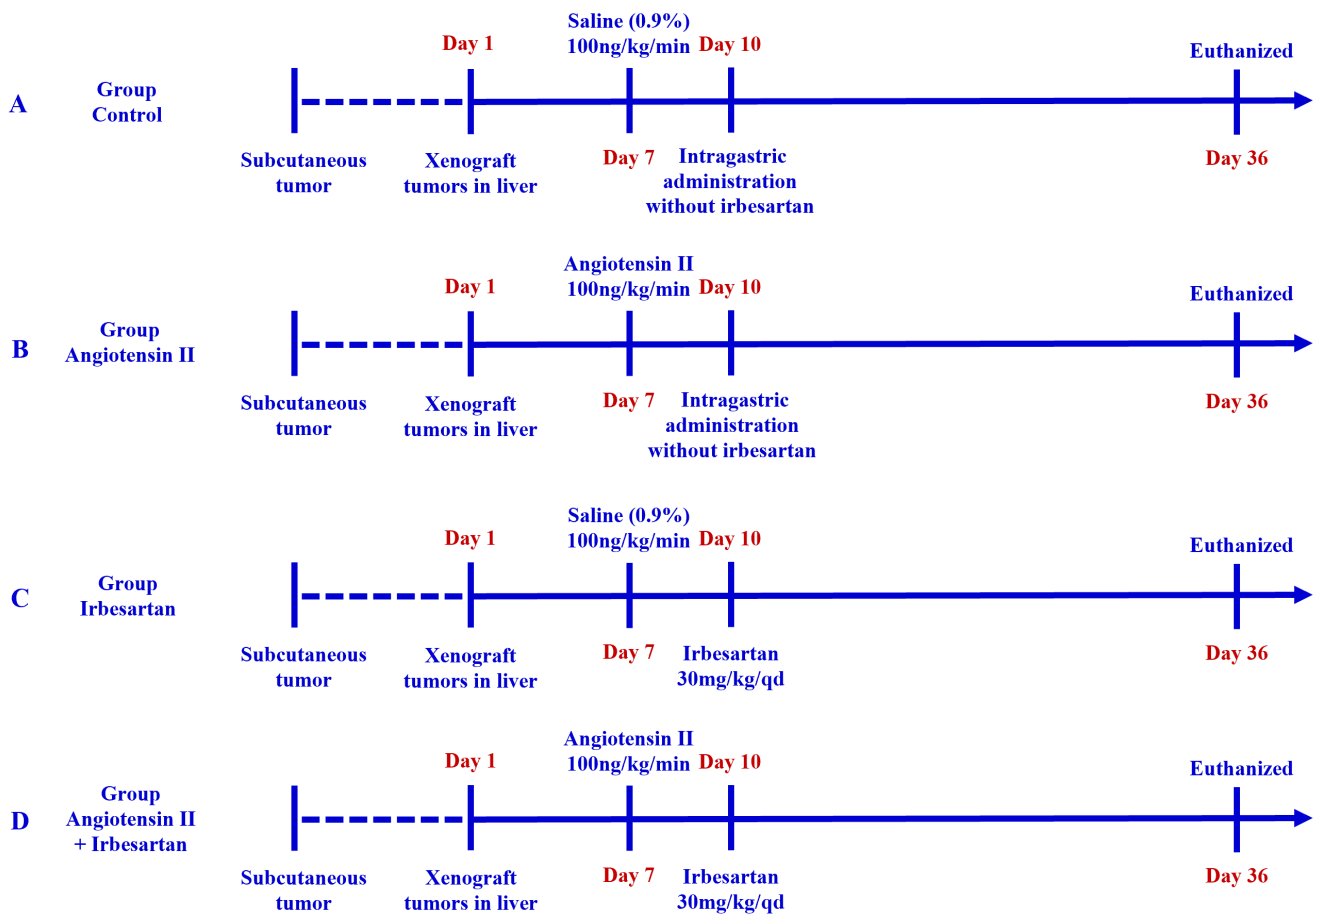 A
Group
Control
Day 1
Saline (0.9%)
100ng/kg/min
Day 10
Euthanized
Subcutaneous
tumor
Xenograft
tumors in liver
Day 7
Intragastric
administration
without irbesartan
Day 36
B
Group
Angiotensin II
Day 1
Angiotensin II
100ng/kg/min
Day 10
Euthanized
Subcutaneous
tumor
Xenograft
tumors in liver
Day 7
Intragastric
administration
without irbesartan
Day 36
C
Group
Irbesartan
Day 1
Saline (0.9%)
100ng/kg/min
Day 10
Euthanized
Subcutaneous
tumor
Xenograft
tumors in liver
Day 7
Irbesartan
30mg/kg/qd
Day 36
D
Group
Angiotensin II
+ Irbesartan
Day 1
Angiotensin II
100ng/kg/min
Day 10
Euthanized
Subcutaneous
tumor
Xenograft
tumors in liver
Day 7
Irbesartan
30mg/kg/qd
Day 36